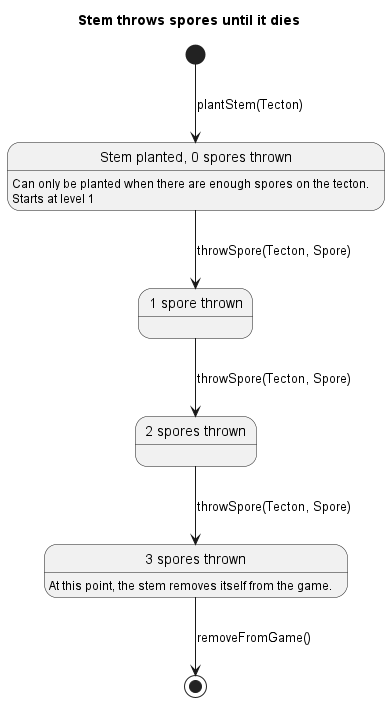 Stem throws spores until it dies
plantStem(Tecton)
Stem planted, 0 spores thrown
Can only be planted when there are enough spores on the tecton.
Starts at level 1
throwSpore(Tecton, Spore)
1 spore thrown
throwSpore(Tecton, Spore)
2 spores thrown
throwSpore(Tecton, Spore)
3 spores thrown
At this point, the stem removes itself from the game.
removeFromGame()